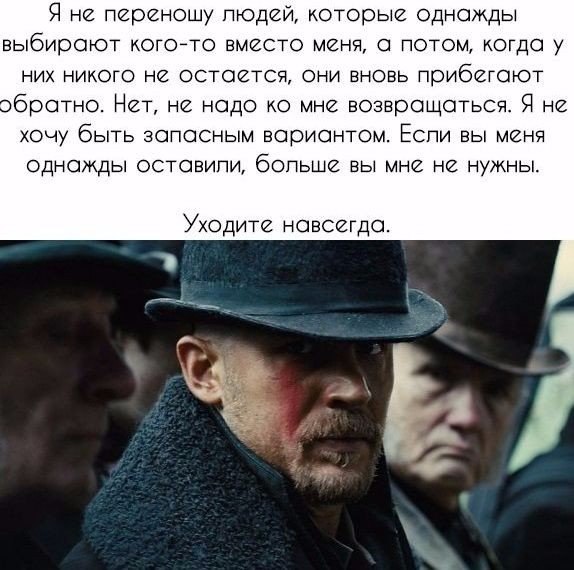 Я не переношу людей, которые однажды
выбирают кого-то вместо меня, а потом, когда у
них никого не остается, они вновь прибегают
обратно. Нет, не надо ко мне возвращаться. Я не
хочу быть запасным вариантом. Если вы меня
однажды оставили, больше вы мне не нужны.
Уходите навсегда.